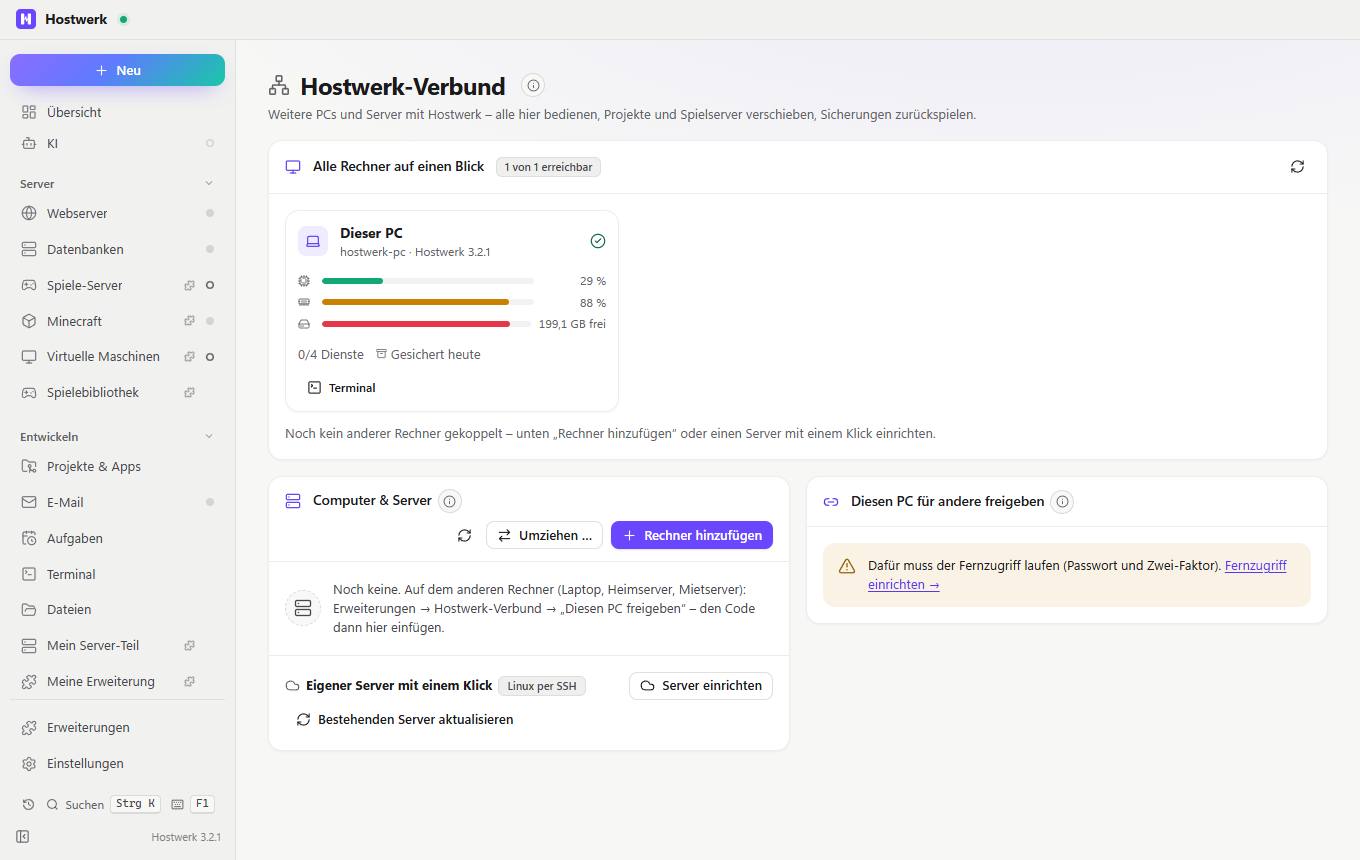 Hostwerk
Neu
Übersicht
KI
Server
Webserver
Datenbanken
Spiele-Server
Minecraft
Virtuelle Maschinen
Spielebibliothek
Entwickeln
Projekte & Apps
E-Mail
Aufgaben
Terminal
Dateien
Mein Server-Teil
Meine Erweiterung
Erweiterungen
Einstellungen
Suchen Strg K F1
Hostwerk 3.2.1
Hostwerk-Verbund
Weitere PCs und Server mit Hostwerk – alle hier bedienen, Projekte und Spielserver verschieben, Sicherungen zurückspielen.
Alle Rechner auf einen Blick 1 von 1 erreichbar
Dieser PC
hostwerk-pc · Hostwerk 3.2.1
29 %
88 %
199,1 GB frei
0/4 Dienste Gesichert heute
Terminal
Noch kein anderer Rechner gekoppelt – unten „Rechner hinzufügen“ oder einen Server mit einem Klick einrichten.
Computer & Server
Umziehen ... Rechner hinzufügen
Noch keine. Auf dem anderen Rechner (Laptop, Heimserver, Mietserver):
Erweiterungen → Hostwerk-Verbund → „Diesen PC freigeben“ – den Code
dann hier einfügen.
Eigener Server mit einem Klick Linux per SSH Server einrichten
Bestehenden Server aktualisieren
Diesen PC für andere freigeben
Dafür muss der Fernzugriff laufen (Passwort und Zwei-Faktor). Fernzugriff
einrichten →